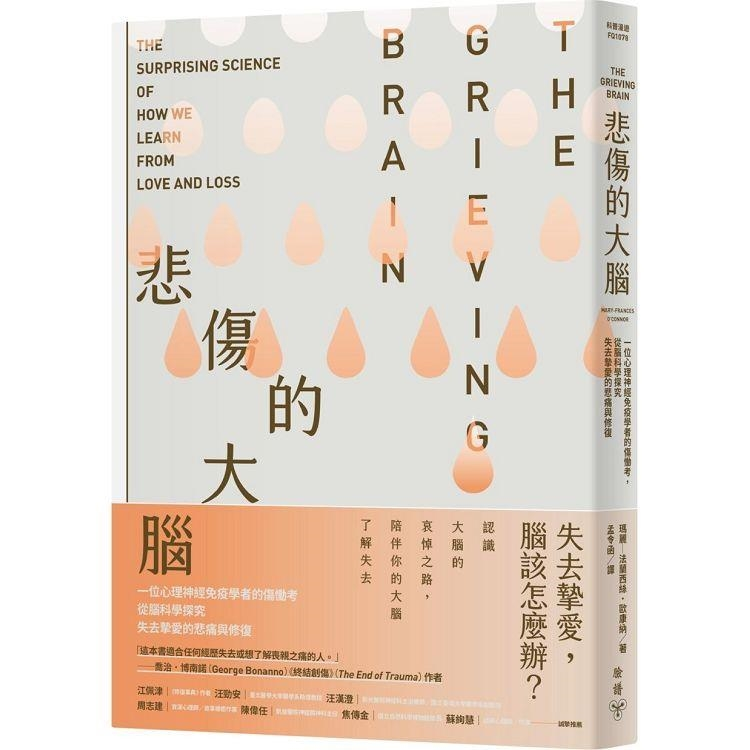 THE
SURPRISING SCIENCE
OF
HOW WE
LEARN
FROM
LOVE AND LOSS
THE
GRIEVING
BRAIN
悲傷的大腦
失去摯愛，
腦該怎麼辦？
認識
大腦的
哀悼之路，
陪伴你的大腦
了解失去
一位心理神經免疫學者的傷慟考
從腦科學探究
失去摯愛的悲痛與修復
「這本書適合任何經歷失去或想了解喪親之痛的人。」
——喬治・博南諾（George Bonanno）《終結創傷》（The End of Trauma）作者
江佩津 作者 汪勁安 汪漢澄
周志建 陳偉任 焦傳金 蘇絢慧 ——誠摯推薦
科普漫遊
FQ1078
THE
GRIEVING
BRAIN
悲傷的大腦
MARY-FRANCES
O'CONNOR
一位心理神經免疫學者的傷慟考，
從腦科學探究
失去摯愛的悲痛與修復
瑪麗—法蘭西絲・歐康納／著
孟令函／譯
臉譜